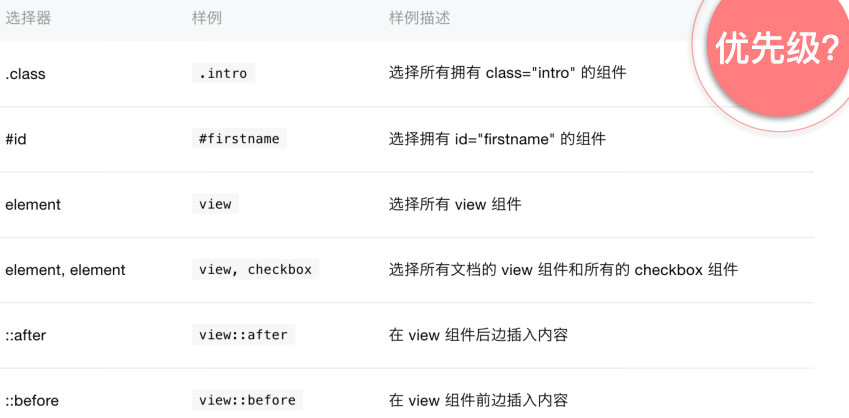 选择器 样例 样例描述
优先级?
.class .intro 选择所有拥有 class="intro" 的组件
#id #firstname 选择拥有 id="firstname" 的组件
element view 选择所有 view 组件
element, element view, checkbox 选择所有文档的 view 组件和所有的 checkbox 组件
::after view::after 在 view 组件后边插入内容
::before view::before 在 view 组件前边插入内容